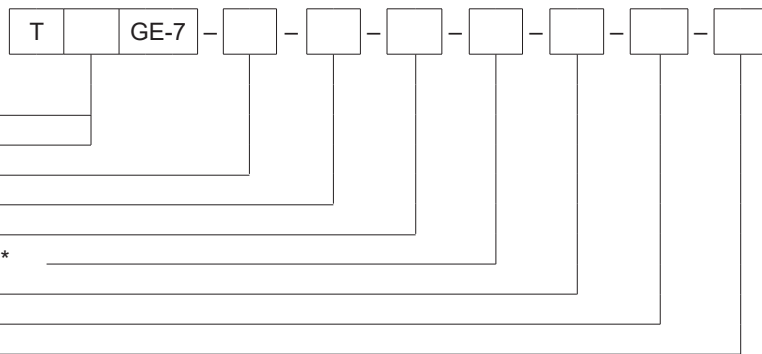 T GE-7 – – – – – – –
*